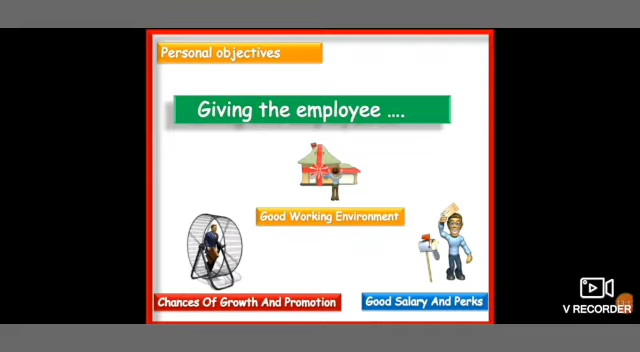 Personal objectives
Giving the employee ....
Good Working Environment
Chances Of Growth And Promotion
Good Salary And Perks
V RECORDER